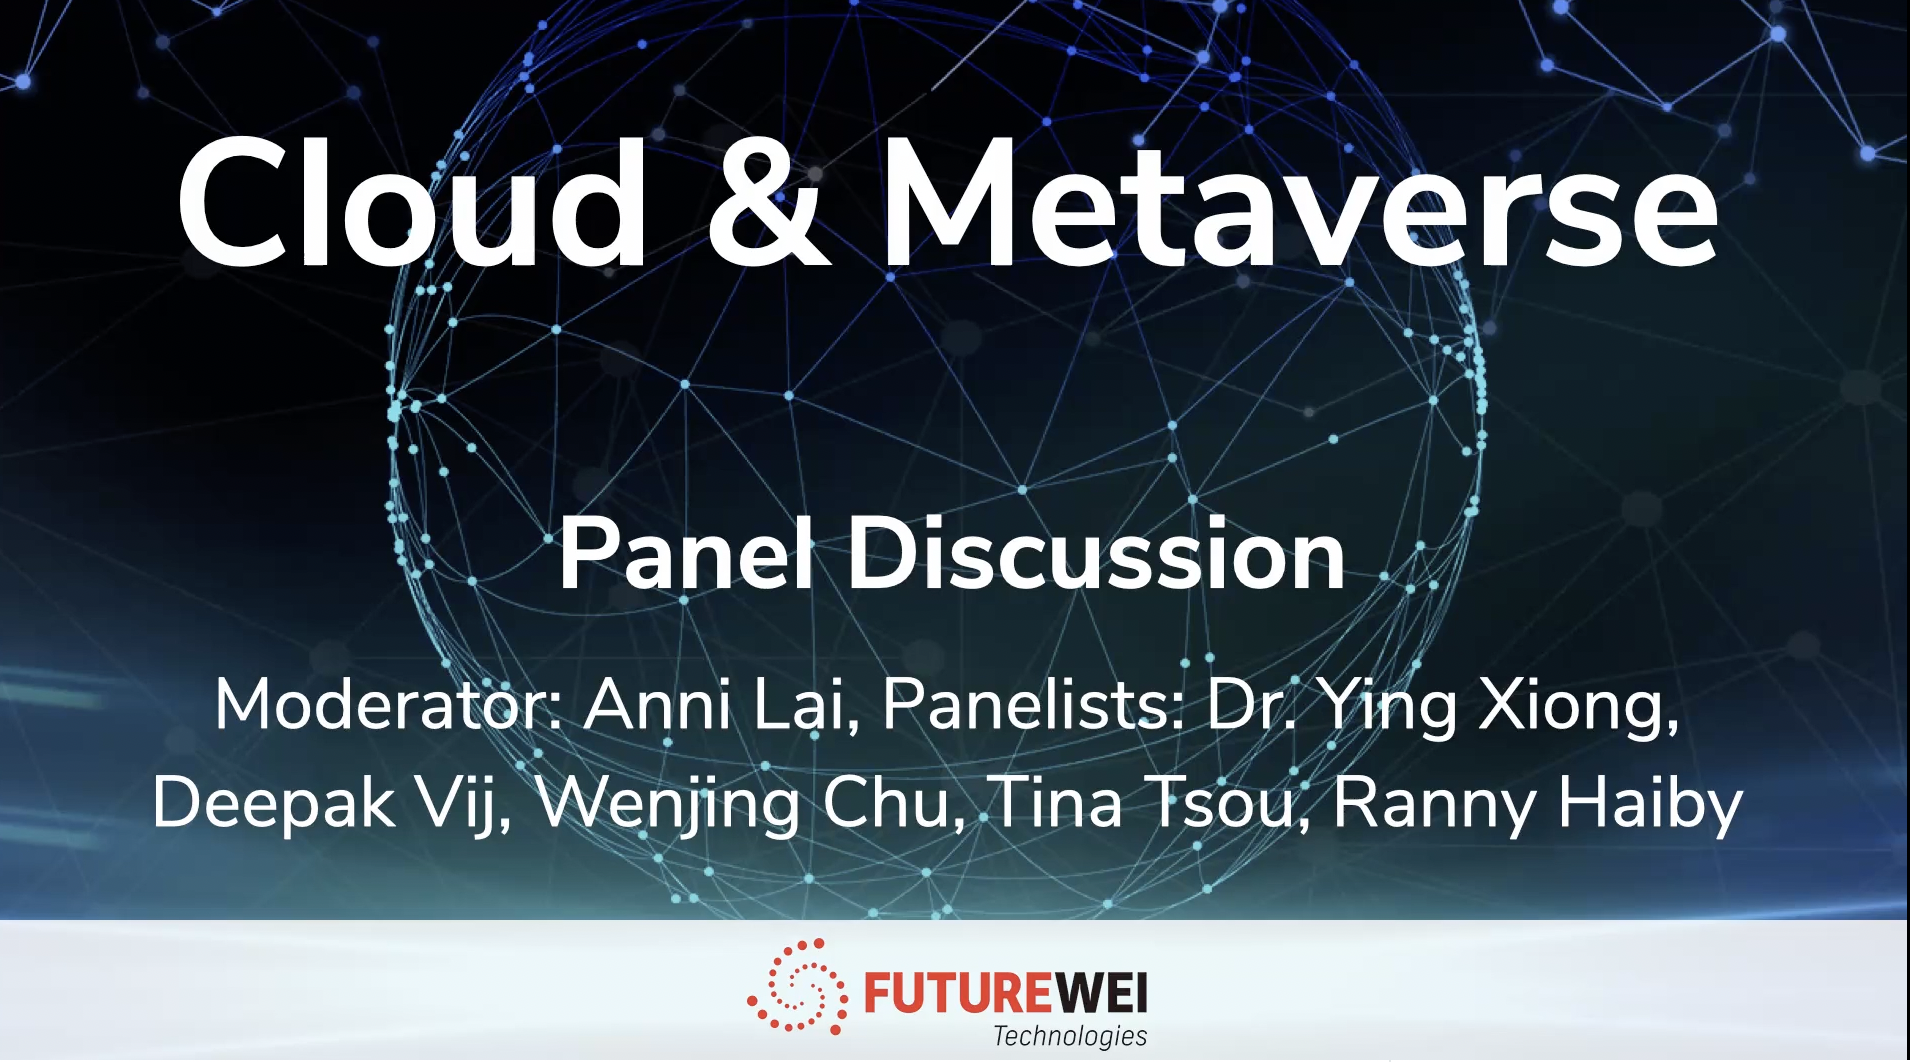 Cloud & Metaverse
Panel Discussion
Moderator: Anni Lai, Panelists: Dr. Ying Xiong,
Deepak Vij, Wenjing Chu, Tina Tsou, Ranny Haiby
FUTUREWEI
Technologies